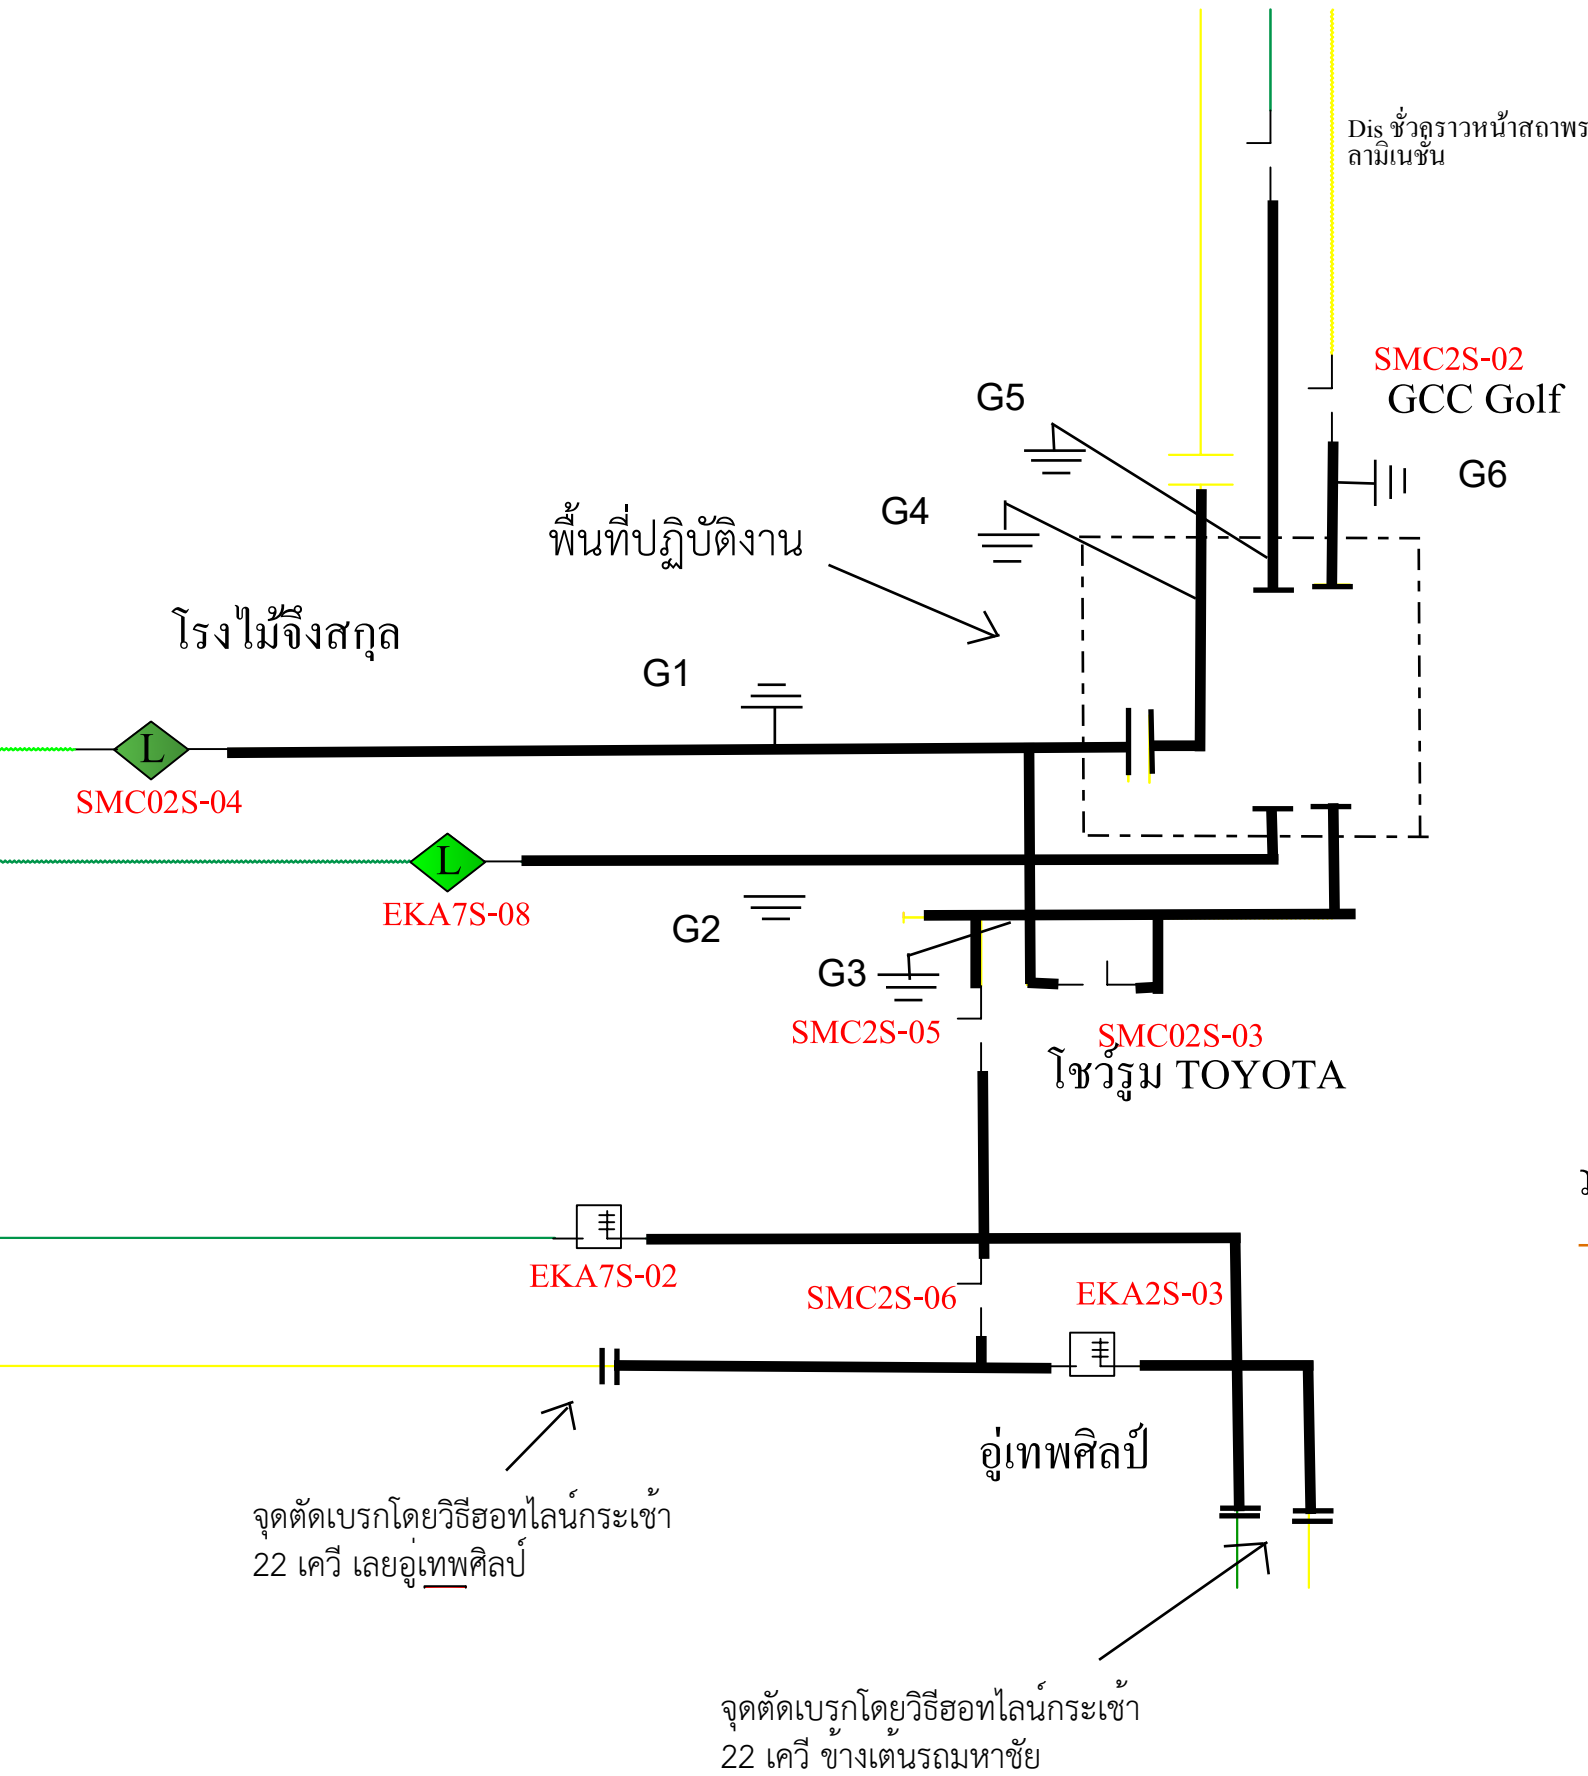 Dis ชั่วคราวหน้าสถาพร
ลามิเนชั่น
SMC2S-02
GCC Golf
G5
G6
G4
พื้นที่ปฏิบัติงาน
โรงไม้จึงสกุล
G1
L
SMC02S-04
L
EKA7S-08
G2
G3
SMC2S-05
SMC02S-03
โชว์รูม TOYOTA
EKA7S-02
SMC2S-06
EKA2S-03
อู่เทพศิลป์
จุดตัดเบรกโดยวิธีฮอทไลน์กระเช้า
22 เควี เลยอู่เทพศิลป์
จุดตัดเบรกโดยวิธีฮอทไลน์กระเช้า
22 เควี ข้างเต้นรถมหาชัย